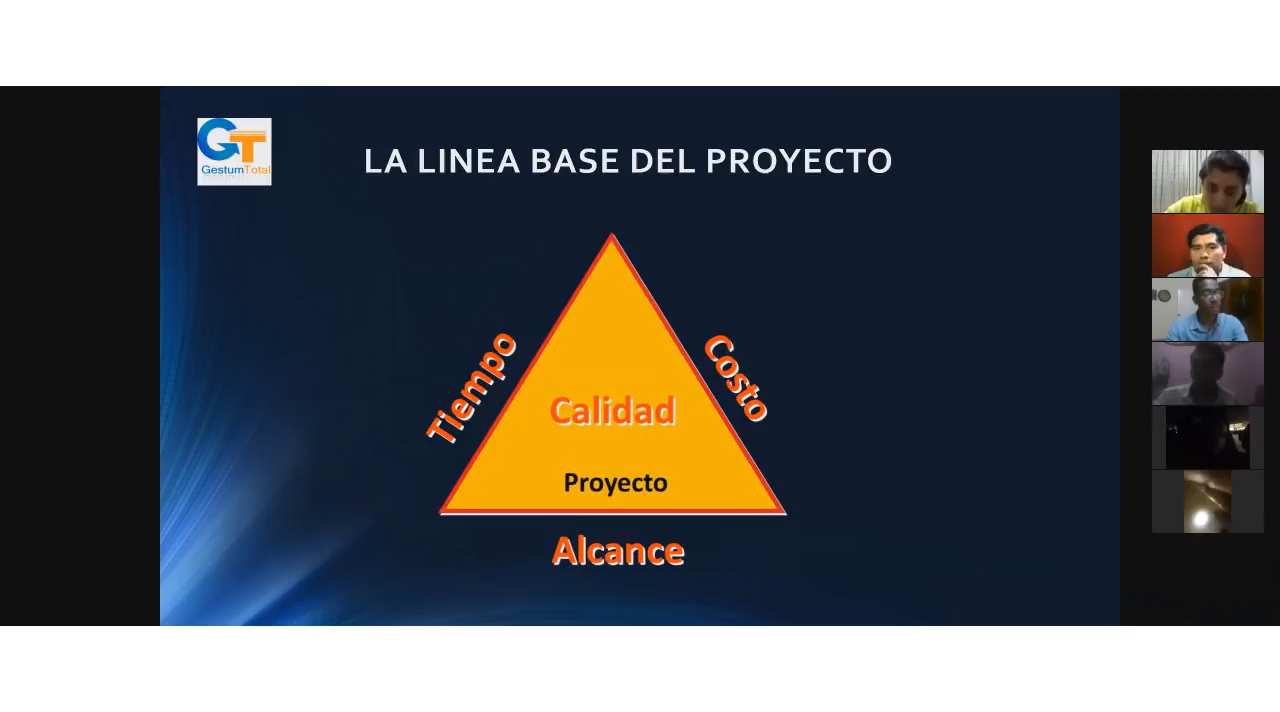 GT
GestumTotal
LA LINEA BASE DEL PROYECTO
Tiempo
Costo
Calidad
Proyecto
Alcance